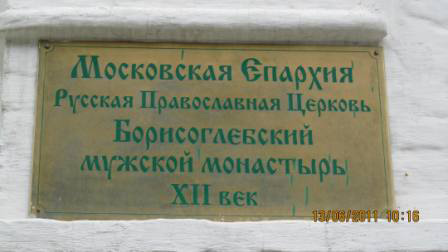 Московская Епархия
Русская Православная Церковь
Борисоглебский
мужской монастырь
XII век
13/06/2011 10:16